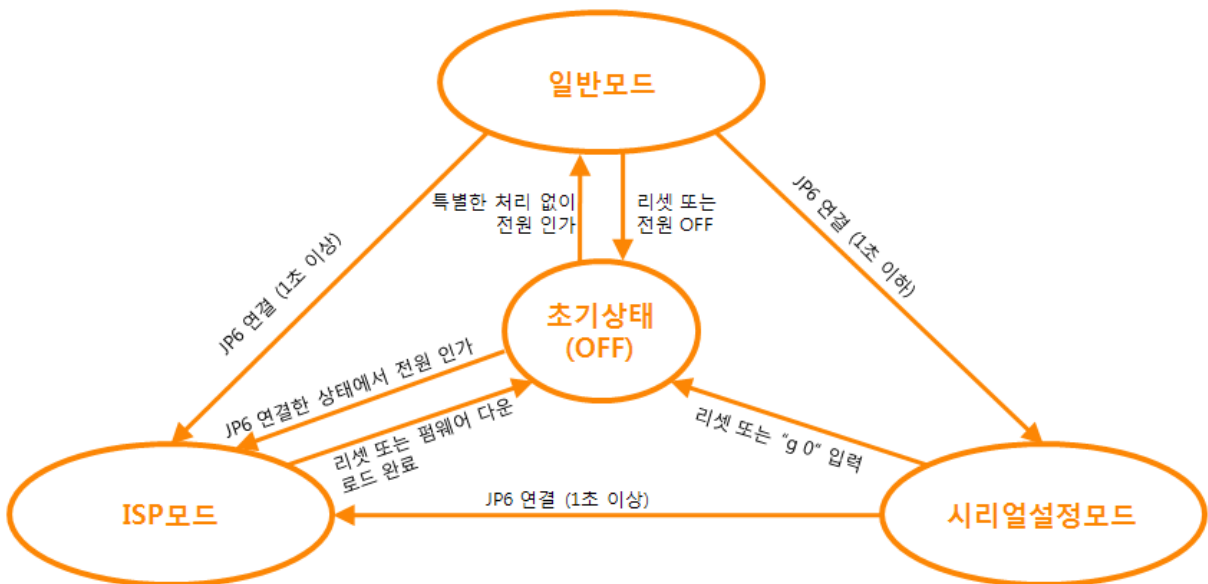 일반모드
특별한 처리 없이
전원 인가
리셋 또는
전원 OFF
JP6 연결 (1초 이상)
JP6 연결 (1초 이하)
초기상태
(OFF)
JP6 연결한 상태에서 전원 인가
리셋 또는 펌웨어 다운
로드 완료
리셋 또는 "g 0" 입력
ISP모드
JP6 연결 (1초 이상)
시리얼설정모드